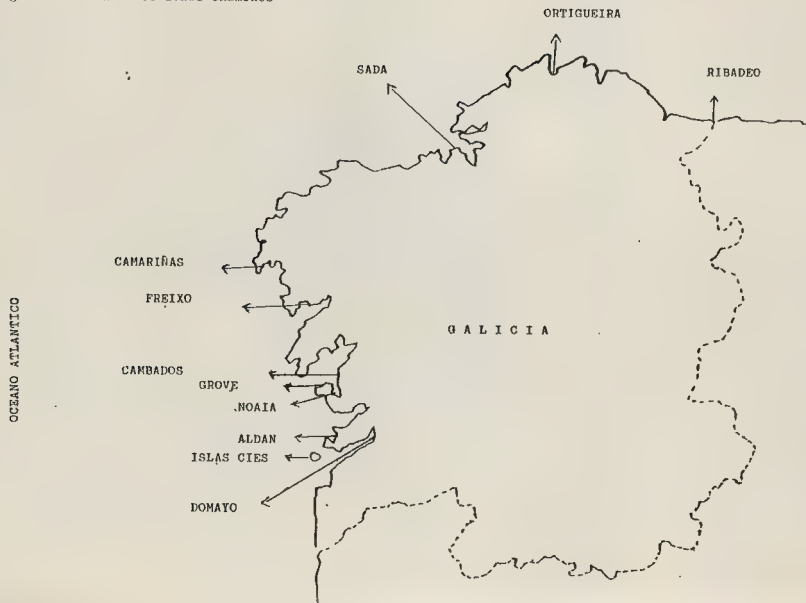 ORTIGUEIRA
SADA
RIBADEO
CAMARIÑAS
FREIXO
OCEANO ATLANTICO
GALICIA
CAMBADOS
GROVE
NOAIA
ALDAN
ISLAS CIES
DOMAYO